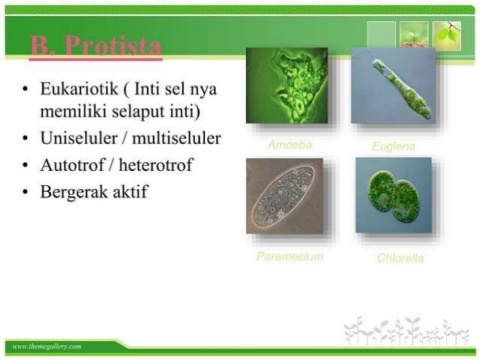 B. Protista
• Eukariotik ( Inti sel nya
memiliki selaput inti)
• Uniseluler / multiseluler
• Autotrof / heterotrof
• Bergerak aktif
Amoeba
Euglena
Paramecium
Chlorella
www.themegallery.com